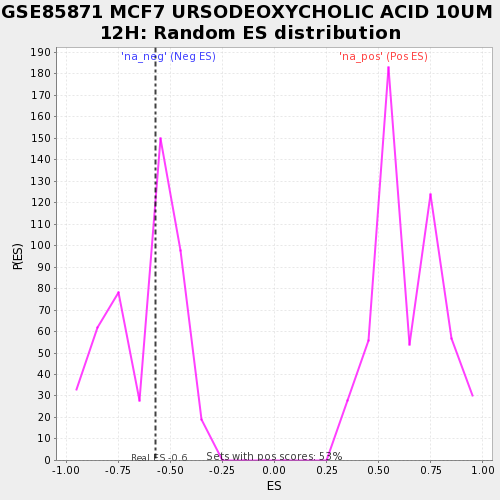 GSE85871 MCF7 URSODEOXYCHOLIC ACID 10UM
12H: Random ES distribution
'na_neg' (Neg ES)
'na_pos' (Pos ES)
190
180
170
160
150
140
130
120
110
100
90
80
70
60
50
40
30
20
10
0
P(ES)
Real ES -0.6
Sets with pos scores: 53%
-1.00 -0.75 -0.50 -0.25 0.00 0.25 0.50 0.75 1.00
ES